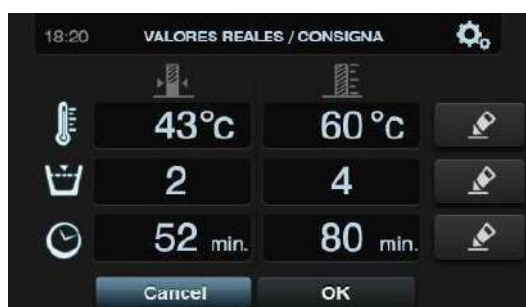 18:20 VALORES REALES / CONSIGNA
43°c 60°c
2 4
52 min. 80 min.
Cancel OK